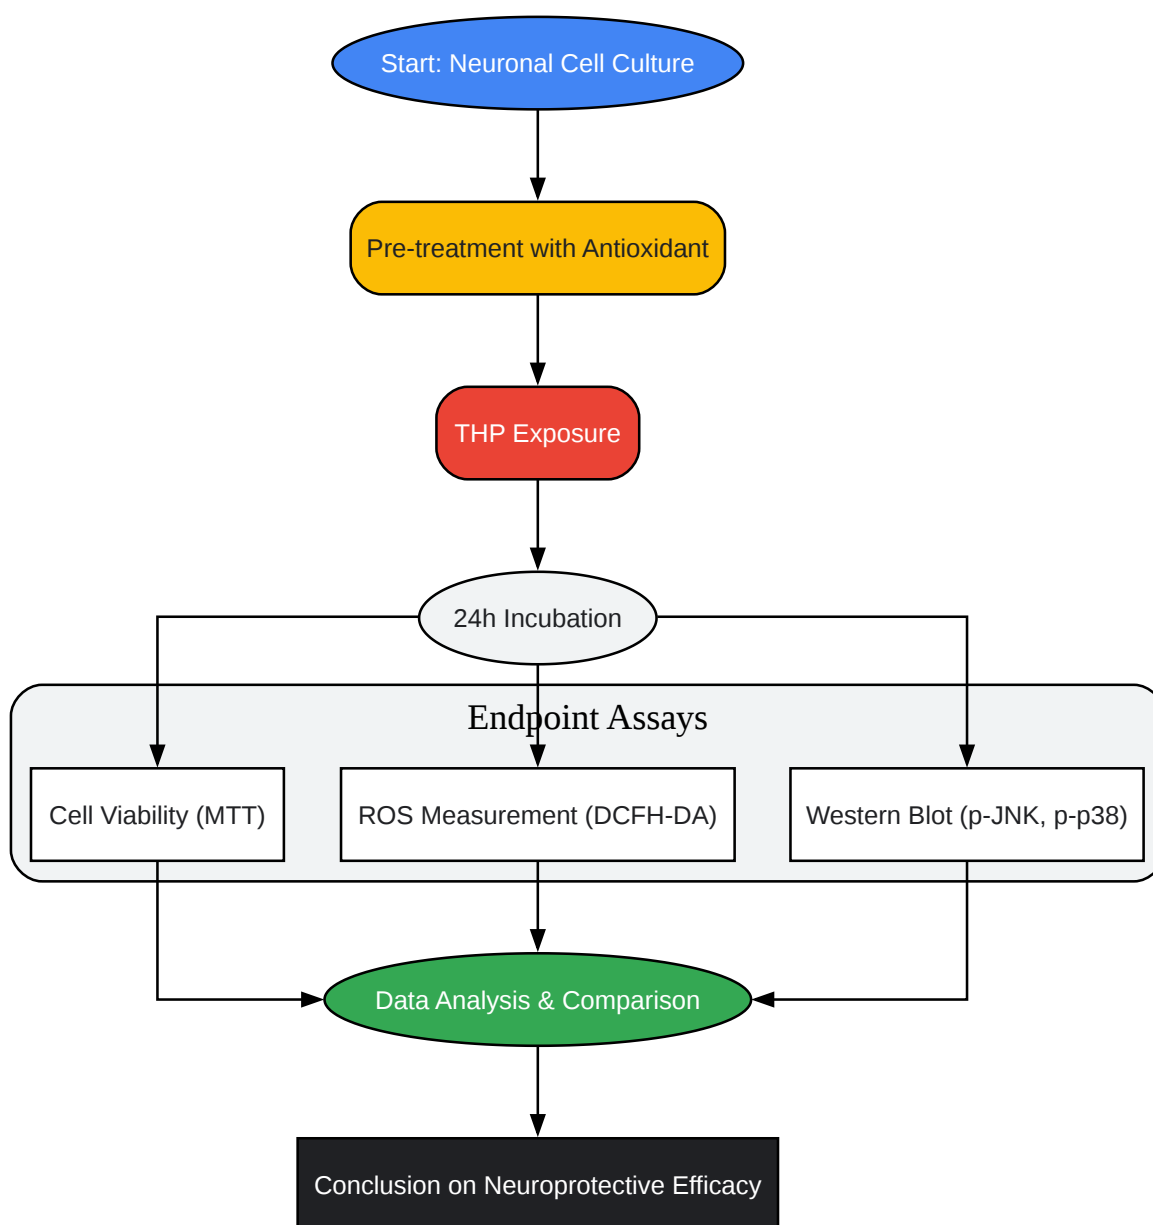 Start: Neuronal Cell Culture
Pre-treatment with Antioxidant
THP Exposure
24h Incubation
Endpoint Assays
Cell Viability (MTT)
ROS Measurement (DCFH-DA)
Western Blot (p-JNK, p-p38)
Data Analysis & Comparison
Conclusion on Neuroprotective Efficacy